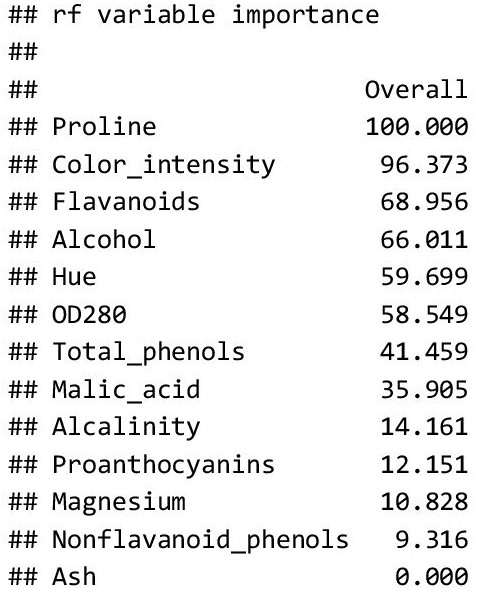 ## rf variable importance
##
##                       Overall
## Proline               100.000
## Color_intensity        96.373
## Flavanoids             68.956
## Alcohol                66.011
## Hue                    59.699
## OD280                  58.549
## Total_phenols          41.459
## Malic_acid             35.905
## Alcalinity             14.161
## Proanthocyanins        12.151
## Magnesium              10.828
## Nonflavanoid_phenols    9.316
## Ash                     0.000